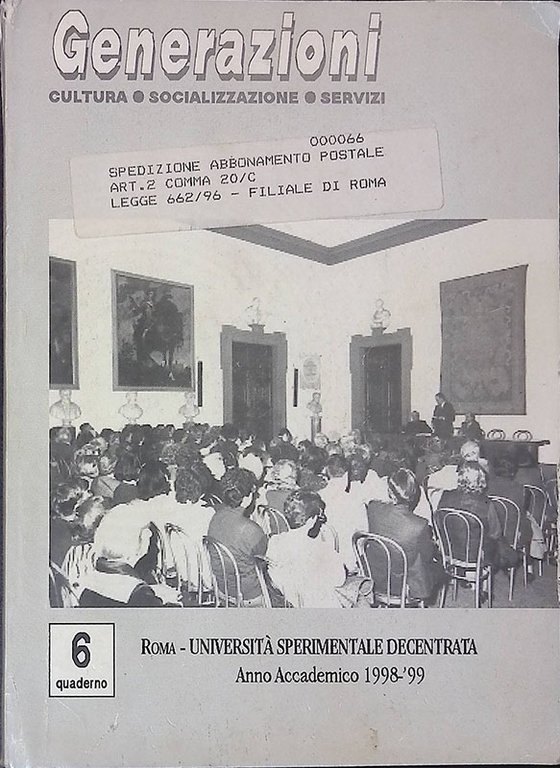 Generazioni
CULTURA ● SOCIALIZZAZIONE ● SERVIZI
000066
SPEDIZIONE ABBONAMENTO POSTALE
ART.2 COMMA 20/C
LEGGE 662/96 - FILIALE DI ROMA
6
quaderno
ROMA - UNIVERSITÀ SPERIMENTALE DECENTRATA
Anno Accademico 1998-'99